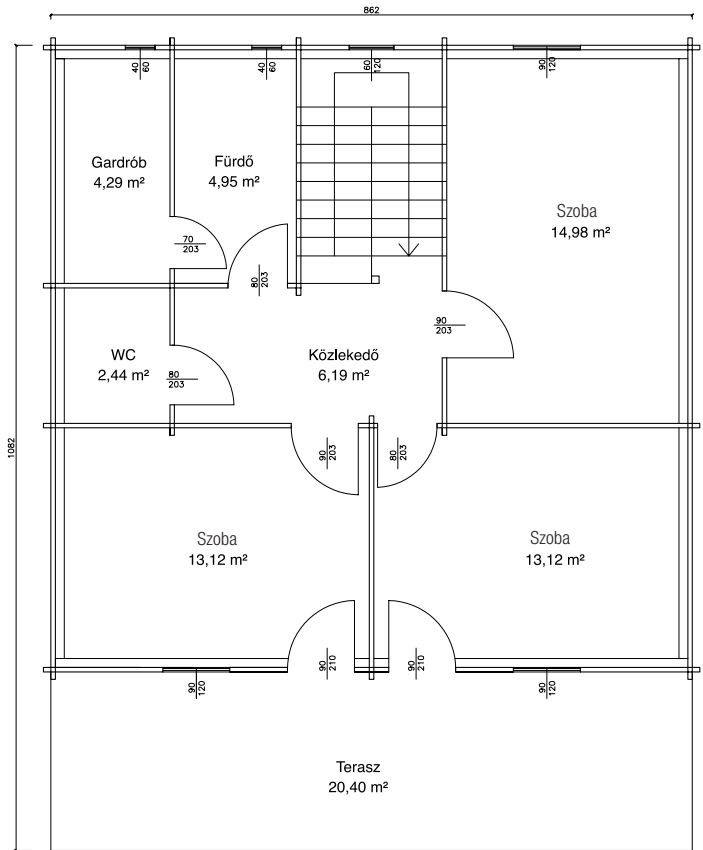 862
40
60
40
60
60
120
90
120
Gardrób
4,29 m²
Fürdő
4,95 m²
Szoba
14,98 m²
70
203
80
203
90
203
WC
2,44 m²
80
203
Közlekedő
6,19 m²
1082
90
203
80
203
Szoba
13,12 m²
Szoba
13,12 m²
90
210
90
210
90
120
90
120
Terasz
20,40 m²